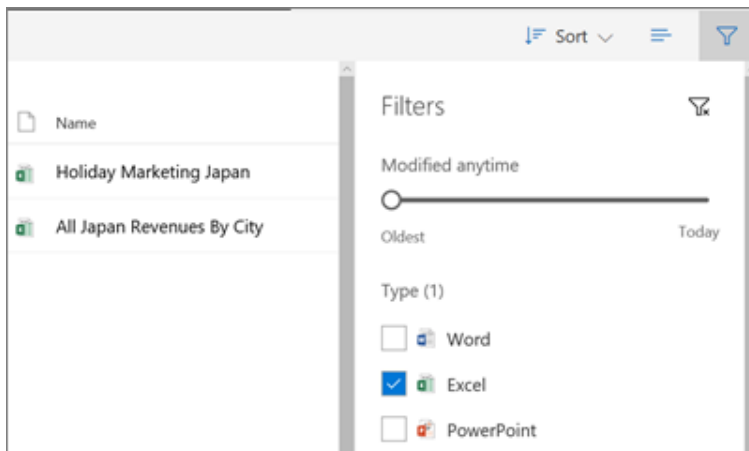 Sort
Name
Holiday Marketing Japan
All Japan Revenues By City
Filters
Modified anytime
Oldest
Today
Type (1)
Word
Excel
PowerPoint